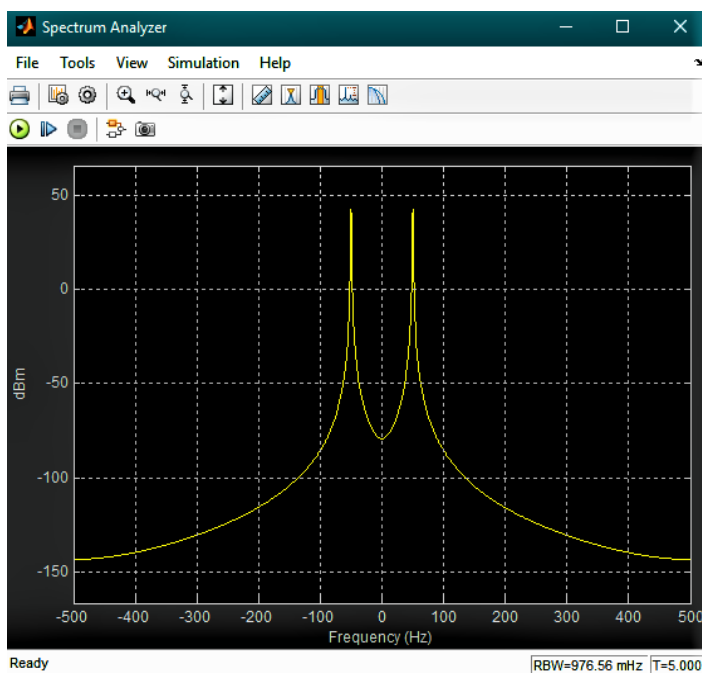 Spectrum Analyzer
File Tools View Simulation Help
50
0
-50
-100
-150
dBm
-500 -400 -300 -200 -100 0 100 200 300 400 500
Frequency (Hz)
Ready RBW=976.56 mHz T=5.000